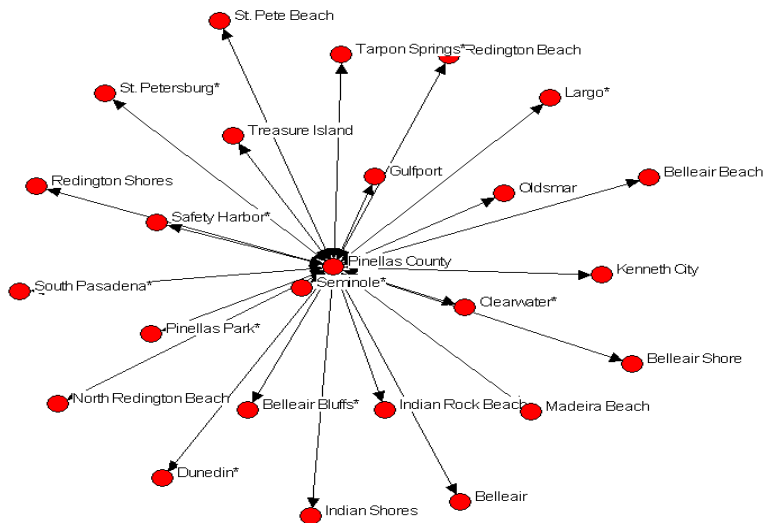 St. Pete Beach
Tarpon Springs*
Redington Beach
St. Petersburg*
Largo*
Treasure Island
Gulfport
Belleair Beach
Redington Shores
Oldsmar
Safety Harbor*
Pinellas County
Kenneth City
South Pasadena*
Seminole*
Clearwater*
Pinellas Park*
Belleair Shore
North Redington Beach
Belleair Bluffs*
Indian Rock Beach
Madeira Beach
Dunedin*
Belleair
Indian Shores